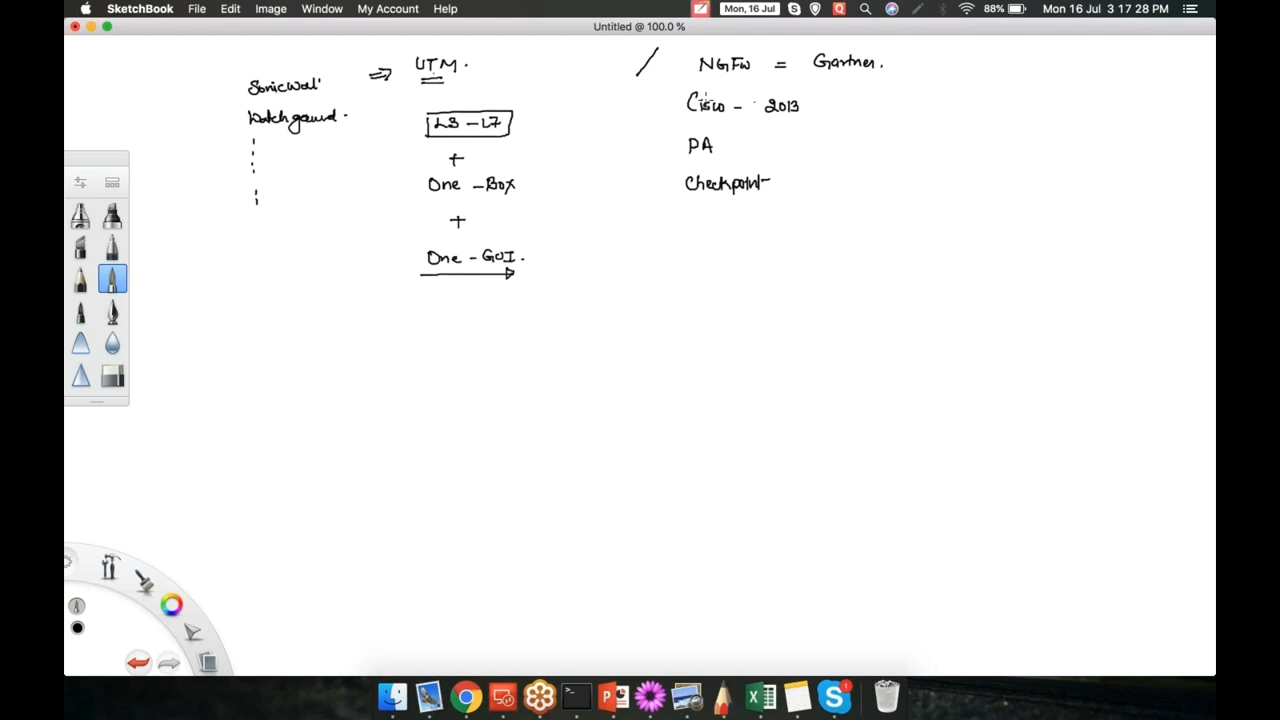 SketchBook File Edit Image Window My Account Help Mon, 16 Jul 88% Mon 16 Jul 3 17 28 PM
Untitled @ 100.0 %
UTM.
SonicWall
Watchguard.
L3 - L7
+
One - Box
+
One - GUI.
/ NGFW = Gartner.
Cisco - 2013
PA
Checkpoint